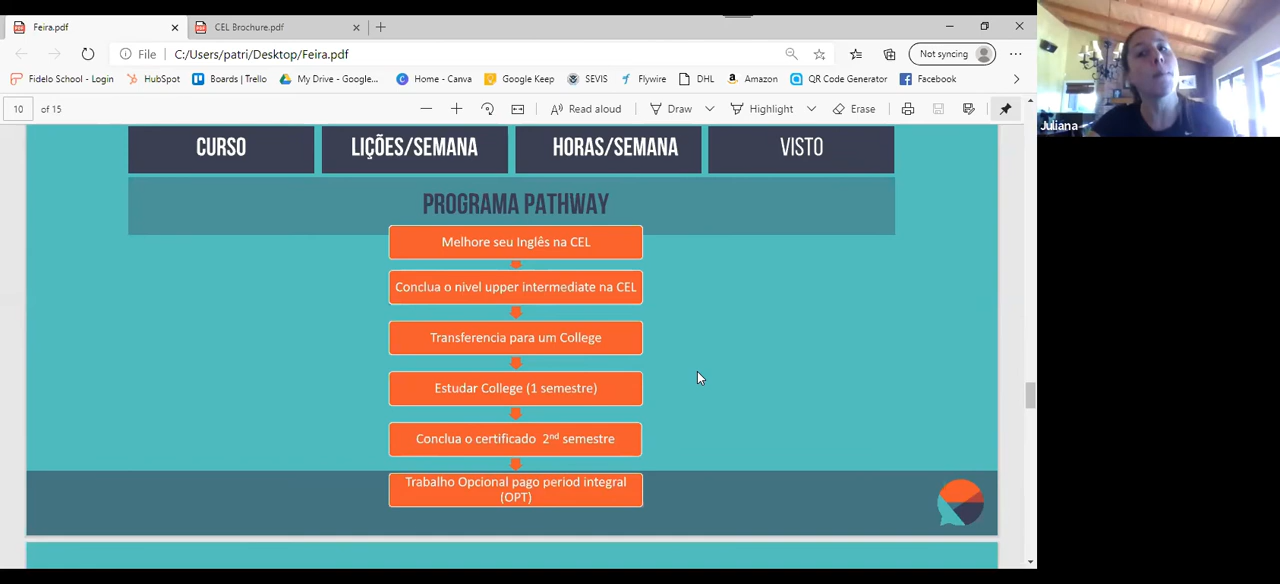 Feira.pdf
CEL Brochure.pdf
File
C:/Users/patri/Desktop/Feira.pdf
Not syncing
Fidelo School - Login
HubSpot
Boards | Trello
My Drive - Google...
Home - Canva
Google Keep
SEVIS
Flywire
DHL
Amazon
QR Code Generator
Facebook
10 of 15
Read aloud
Draw
Highlight
Erase
Juliana
CURSO
LIÇÕES/SEMANA
HORAS/SEMANA
VISTO
PROGRAMA PATHWAY
Melhore seu Inglês na CEL
Conclua o nivel upper intermediate na CEL
Transferencia para um College
Estudar College (1 semestre)
Conclua o certificado 2nd semestre
Trabalho Opcional pago period integral
(OPT)